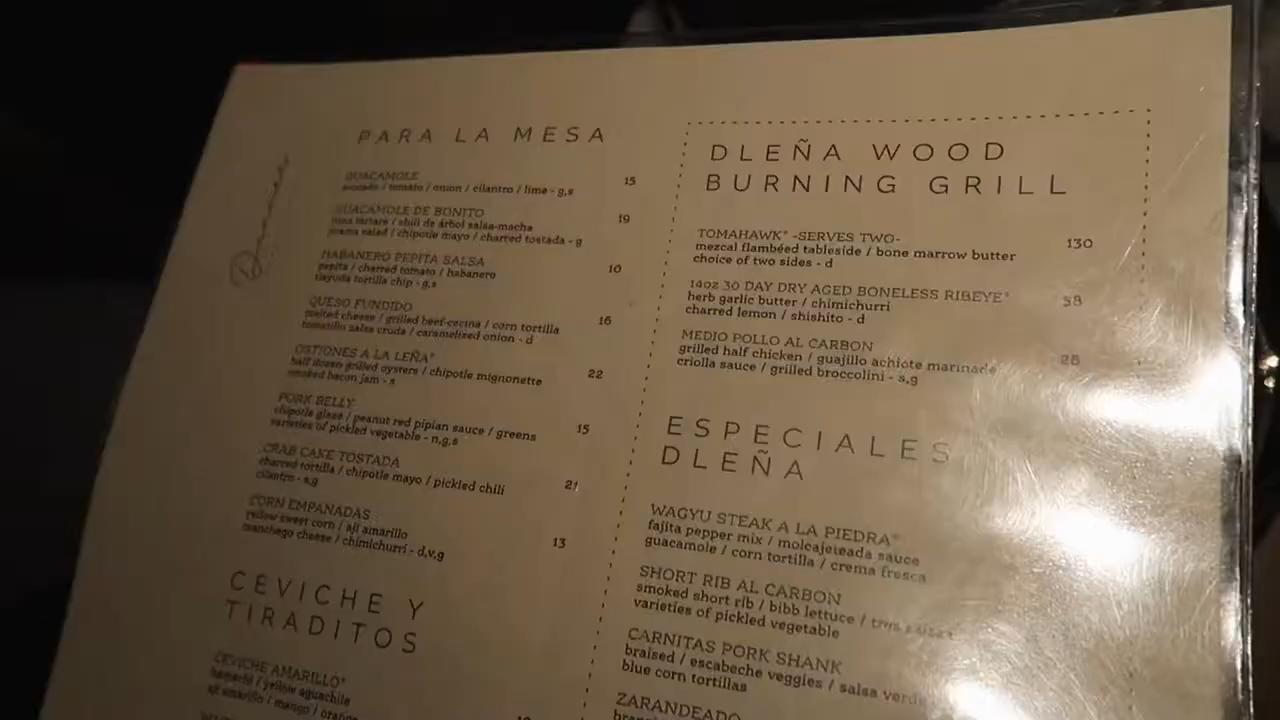 PARA LA MESA
GUACAMOLE 15
avocado / tomato / onion / cilantro / lime - g,s
GUACAMOLE DE BONITO 19
tuna tartare / chili de árbol salsa-macha
jicama salad / chipotle mayo / charred tostada - g
HABANERO PEPITA SALSA 10
pepita / charred tomato / habanero
tlayuda tortilla chip - g,s
QUESO FUNDIDO 16
melted cheese / grilled beef-cecina / corn tortilla
tomatillo salsa cruda / caramelized onion - d
OSTIONES A LA LEÑA* 22
half dozen grilled oysters / chipotle mignonette
smoked bacon jam - s
PORK BELLY 15
chipotle glaze / peanut red pipian sauce / greens
varieties of pickled vegetable - n,g,s
CRAB CAKE TOSTADA 21
charred tortilla / chipotle mayo / pickled chili
cilantro - s,g
CORN EMPANADAS 13
yellow sweet corn / aji amarillo
manchego cheese / chimichurri - d,v,g
CEVICHE Y
TIRADITOS
CEVICHE AMARILLO*
hamachi / yellow aguachile
aji amarillo / mango / orange
DLEÑA WOOD
BURNING GRILL
TOMAHAWK* -SERVES TWO- 130
mezcal flambéed tableside / bone marrow butter
choice of two sides - d
14oz 30 DAY DRY AGED BONELESS RIBEYE* 58
herb garlic butter / chimichurri
charred lemon / shishito - d
MEDIO POLLO AL CARBON 28
grilled half chicken / guajillo achiote marinade
criolla sauce / grilled broccolini - s,g
ESPECIALES
DLEÑA
WAGYU STEAK A LA PIEDRA*
fajita pepper mix / molcajeteada sauce
guacamole / corn tortilla / crema fresca
SHORT RIB AL CARBON
smoked short rib / bibb lettuce /
varieties of pickled vegetable
CARNITAS PORK SHANK
braised / escabeche veggies / salsa verde
blue corn tortillas
ZARANDEADO